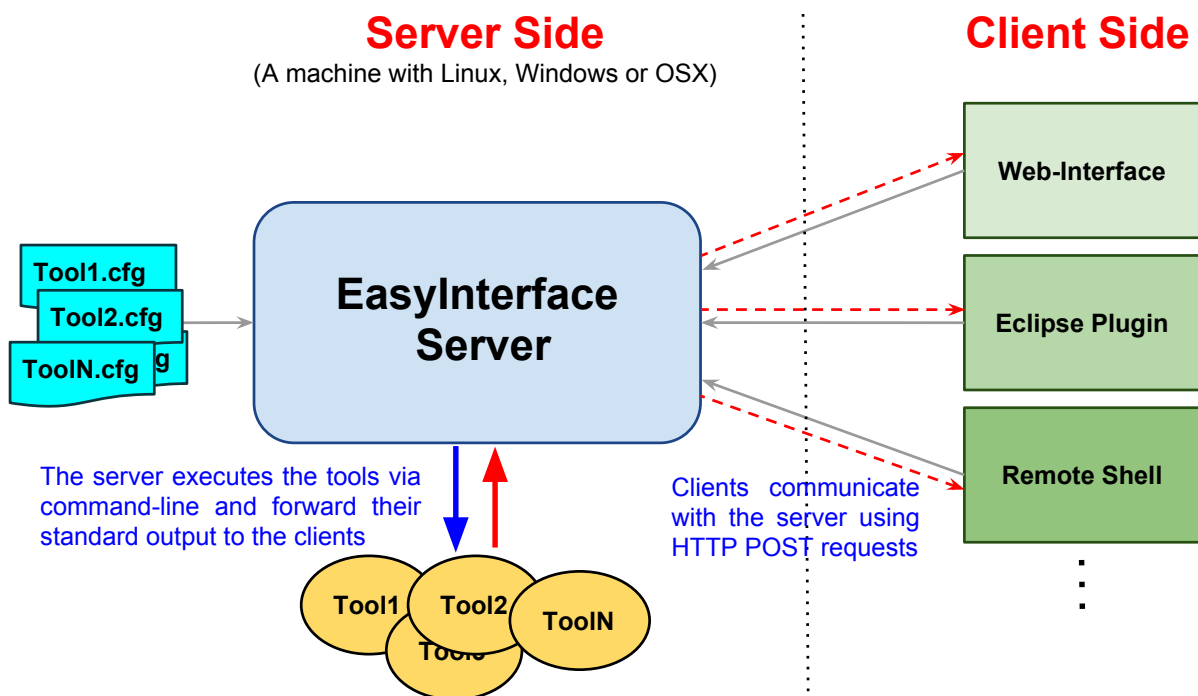 Server Side
(A machine with Linux, Windows or OSX)
Client Side
Web-Interface
Tool1.cfg
Tool2.cfg
ToolN.cfg
EasyInterface
Server
Eclipse Plugin
Remote Shell
The server executes the tools via
command-line and forward their
standard output to the clients
Clients communicate
with the server using
HTTP POST requests
Tool1
Tool2
ToolN